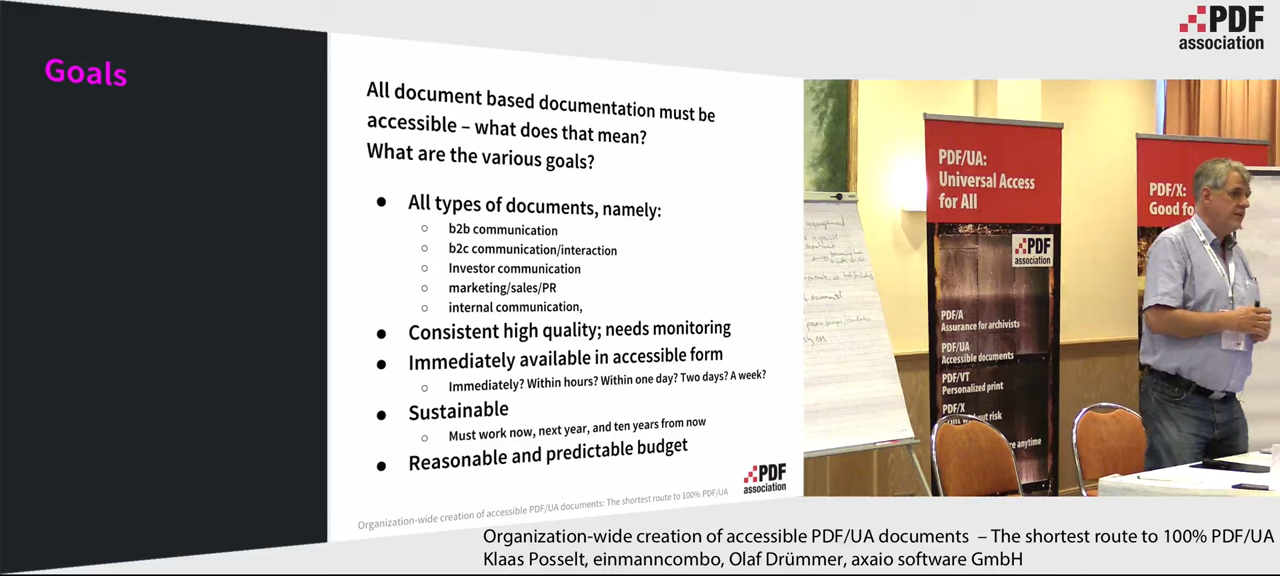 Goals
All document based documentation must be
accessible – what does that mean?
What are the various goals?
● All types of documents, namely:
○ b2b communication
○ b2c communication/interaction
○ Investor communication
○ marketing/sales/PR
○ internal communication,
● Consistent high quality; needs monitoring
● Immediately available in accessible form
○ Immediately? Within hours? Within one day? Two days? A week?
● Sustainable
○ Must work now, next year, and ten years from now
● Reasonable and predictable budget
PDF
association
Organization-wide creation of accessible PDF/UA documents: The shortest route to 100% PDF/UA
PDF
association
PDF/UA:
Universal Access
for All
PDF
association
PDF/A
Assurance for archivists
PDF/UA
Accessible documents
PDF/VT
Personalized print
PDF/X
risk
anytime
PDF/X:
Good
Organization-wide creation of accessible PDF/UA documents – The shortest route to 100% PDF/UA
Klaas Posselt, einmanncombo, Olaf Drümmer, axaio software GmbH